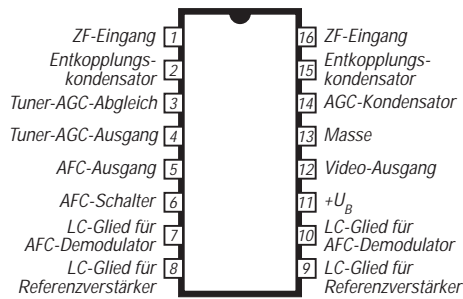 ZF-Eingang 1
Entkopplungs-
kondensator 2
Tuner-AGC-Abgleich 3
Tuner-AGC-Ausgang 4
AFC-Ausgang 5
AFC-Schalter 6
LC-Glied für
AFC-Demodulator 7
LC-Glied für
Referenzverstärker 8
16 ZF-Eingang
15 Entkopplungs-
kondensator
14 AGC-Kondensator
13 Masse
12 Video-Ausgang
11 +UB
10 LC-Glied für
AFC-Demodulator
9 LC-Glied für
Referenzverstärker